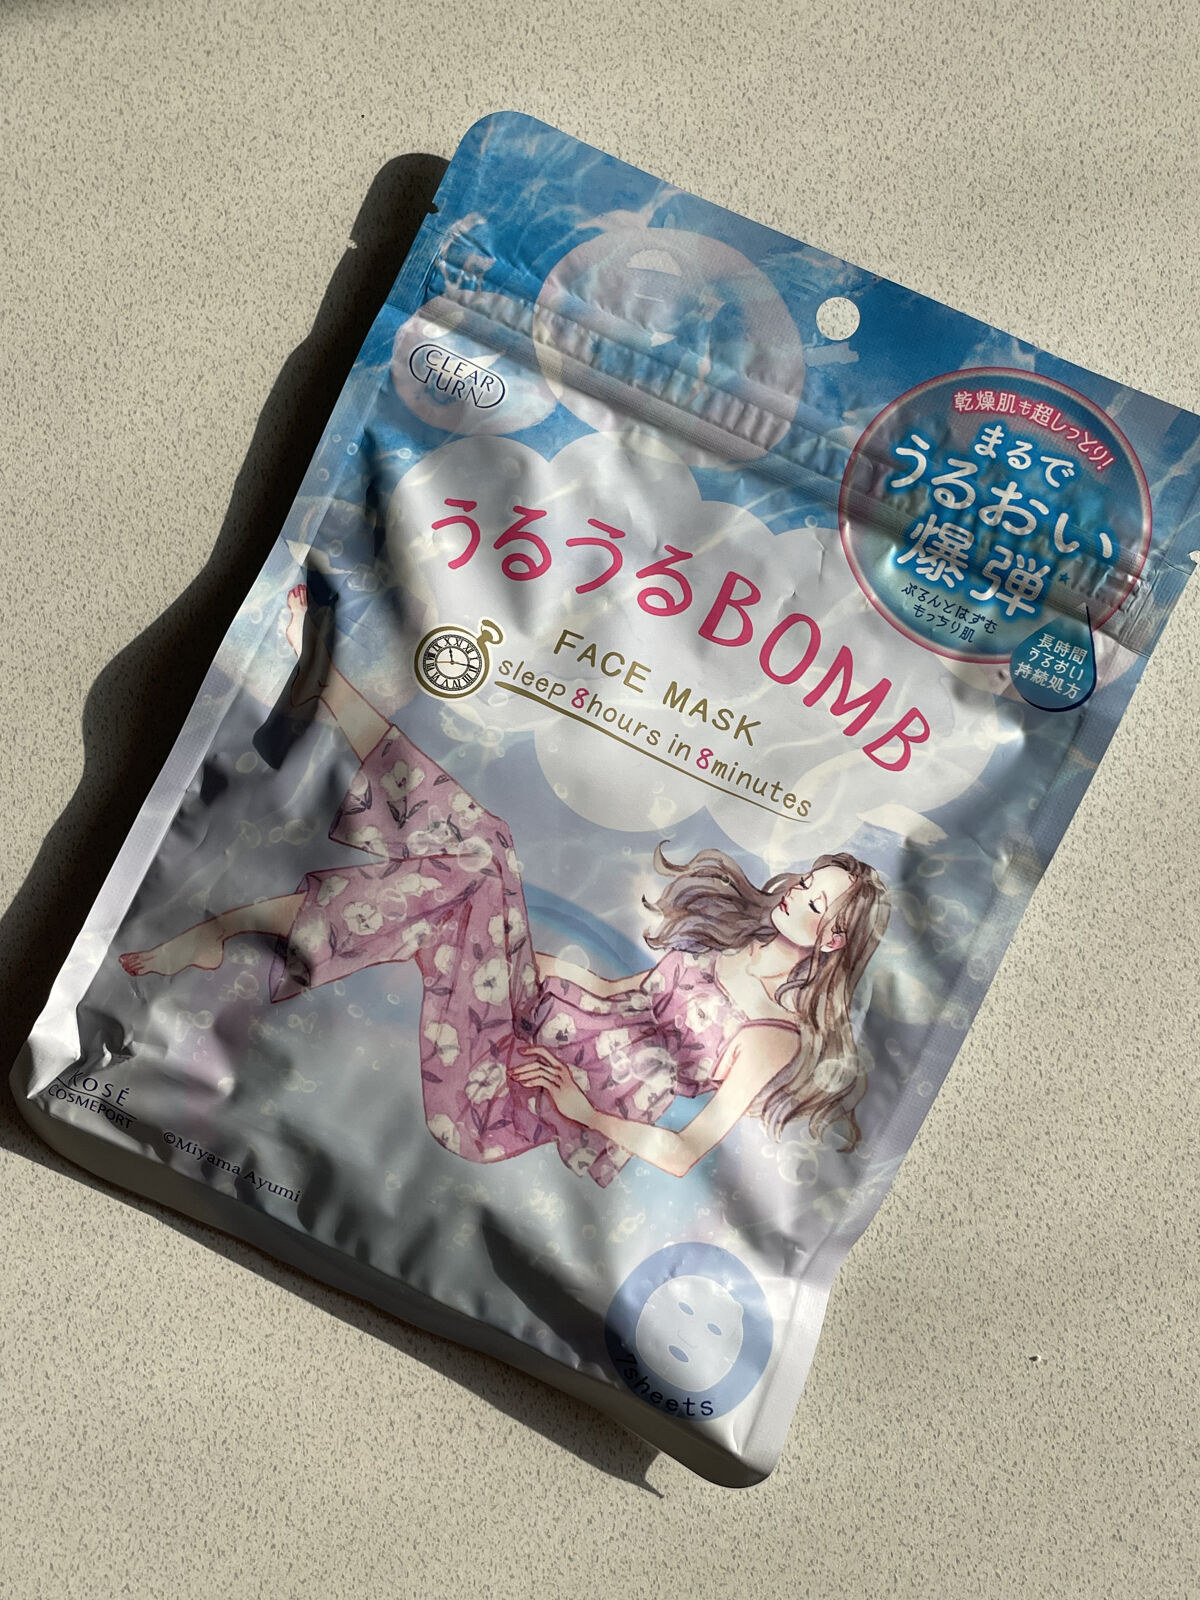 CLEAR
TURN
乾燥肌も超しっとり!
まるで
うるおい
爆弾
ぷるんとはずむ
もっちり肌
長時間
うるおい
持続処方
うるうるBOMB
FACE MASK
sleep 8hours in 8minutes
KOSÉ
COSMEPORT
©Miyama Ayumi
7sheets